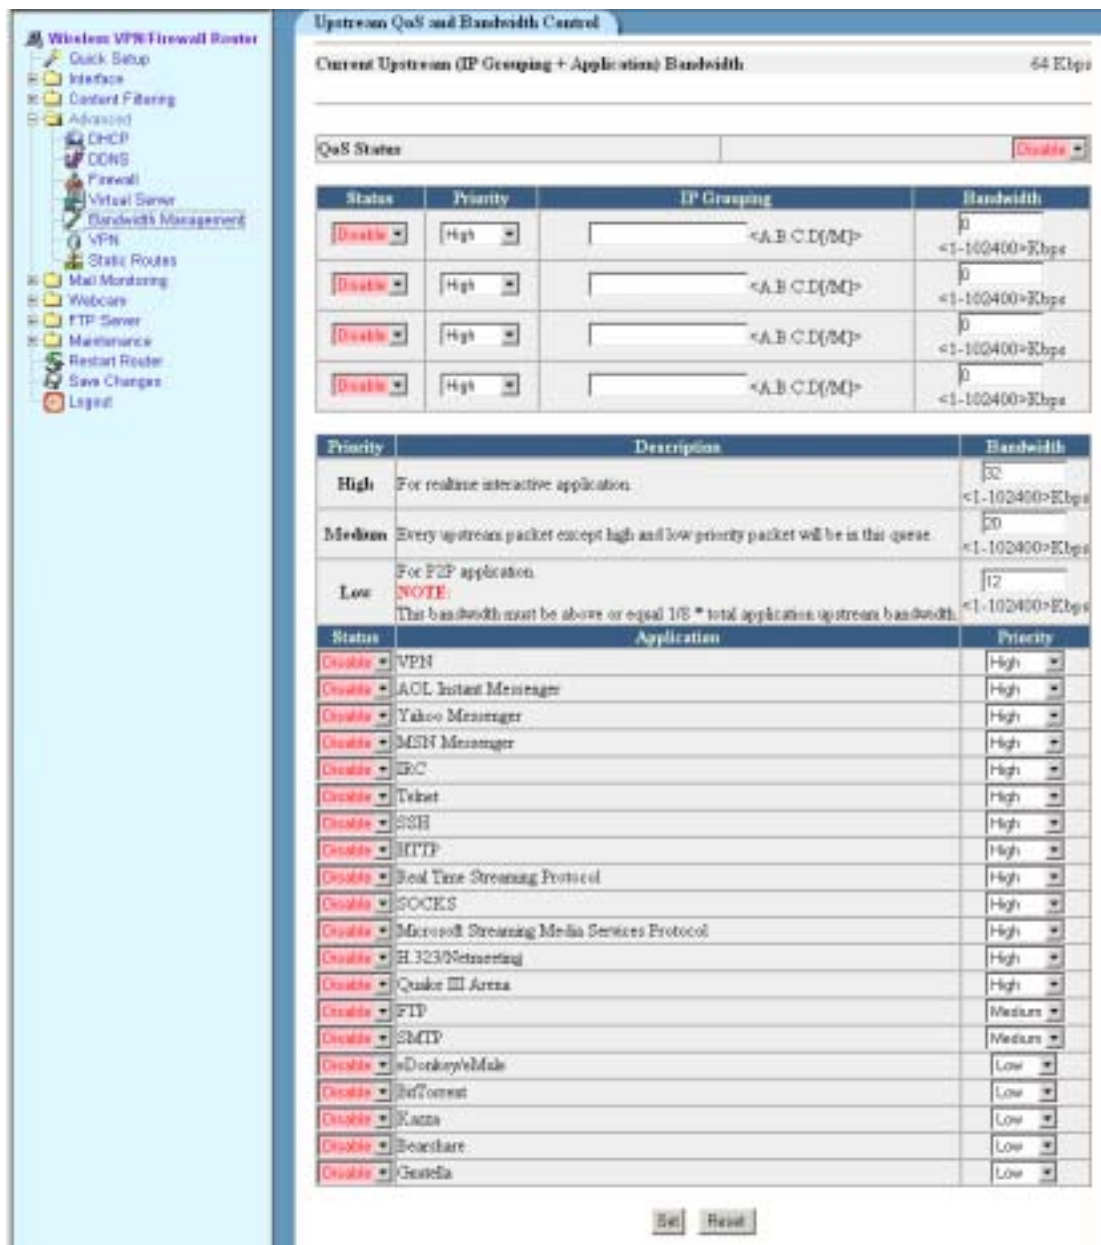 Upstream QoS and Bandwidth Control
Wireless VPN/Firewall Router
Quick Setup
Interface
Content Filtering
Advanced
DHCP
DDNS
Firewall
Virtual Server
Bandwidth Management
VPN
Static Routes
Mail Monitoring
Webcam
FTP Server
Maintenance
Restart Router
Save Changes
Logout
Current Upstream (IP Grouping + Application) Bandwidth 64 Kbps
QoS Status Disable
Status Priority IP Grouping Bandwidth
Disable High <A.B.C.D[/M]> 0
<1-102400>Kbps
Disable High <A.B.C.D[/M]> 0
<1-102400>Kbps
Disable High <A.B.C.D[/M]> 0
<1-102400>Kbps
Disable High <A.B.C.D[/M]> 0
<1-102400>Kbps
Priority Description Bandwidth
High For realtime interactive application. 32
<1-102400>Kbps
Medium Every upstream packet except high and low priority packet will be in this queue 20
<1-102400>Kbps
Low For P2P application.
NOTE:
This bandwidth must be above or equal 1/8 * total application upstream bandwidth. 12
<1-102400>Kbps
Status Application Priority
Disable VPN High
Disable AOL Instant Messenger High
Disable Yahoo Messenger High
Disable MSN Messenger High
Disable IRC High
Disable Telnet High
Disable SSH High
Disable HTTP High
Disable Real Time Streaming Protocol High
Disable SOCKS High
Disable Microsoft Streaming Media Services Protocol High
Disable H.323/Netmeeting High
Disable Quake III Arena High
Disable FTP Medium
Disable SMTP Medium
Disable eDonkey/eMule Low
Disable BitTorrent Low
Disable Kazza Low
Disable Bearshare Low
Disable Gnutella Low
Set Reset